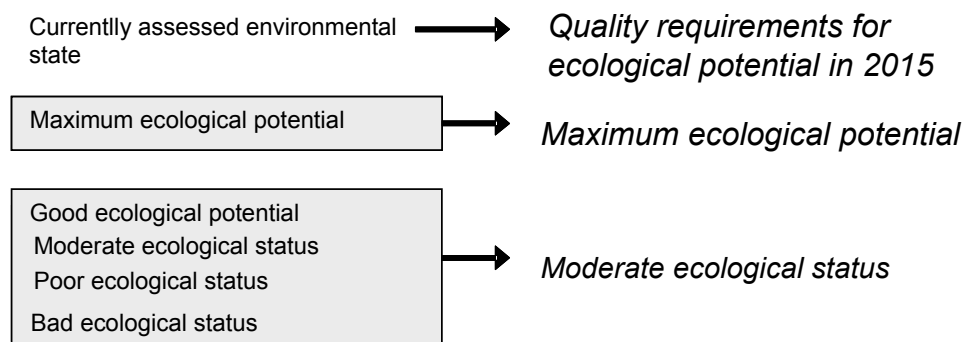 Currentlly assessed environmental
state
Quality requirements for
ecological potential in 2015
Maximum ecological potential
Maximum ecological potential
Good ecological potential
Moderate ecological status
Poor ecological status
Bad ecological status
Moderate ecological status